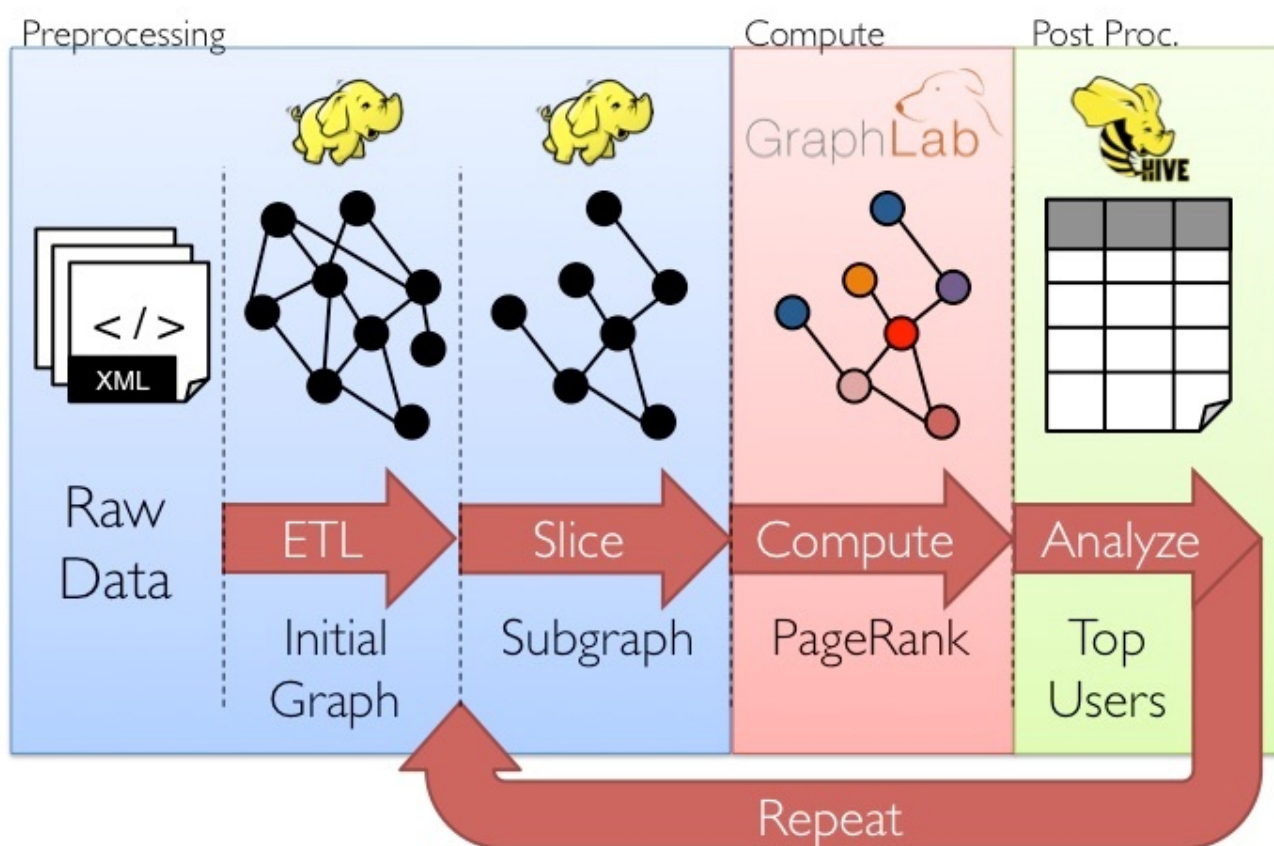 Preprocessing
Compute
Post Proc.
GraphLab
HIVE
</>
XML
Raw
Data
ETL
Slice
Compute
Analyze
Initial
Graph
Subgraph
PageRank
Top
Users
Repeat